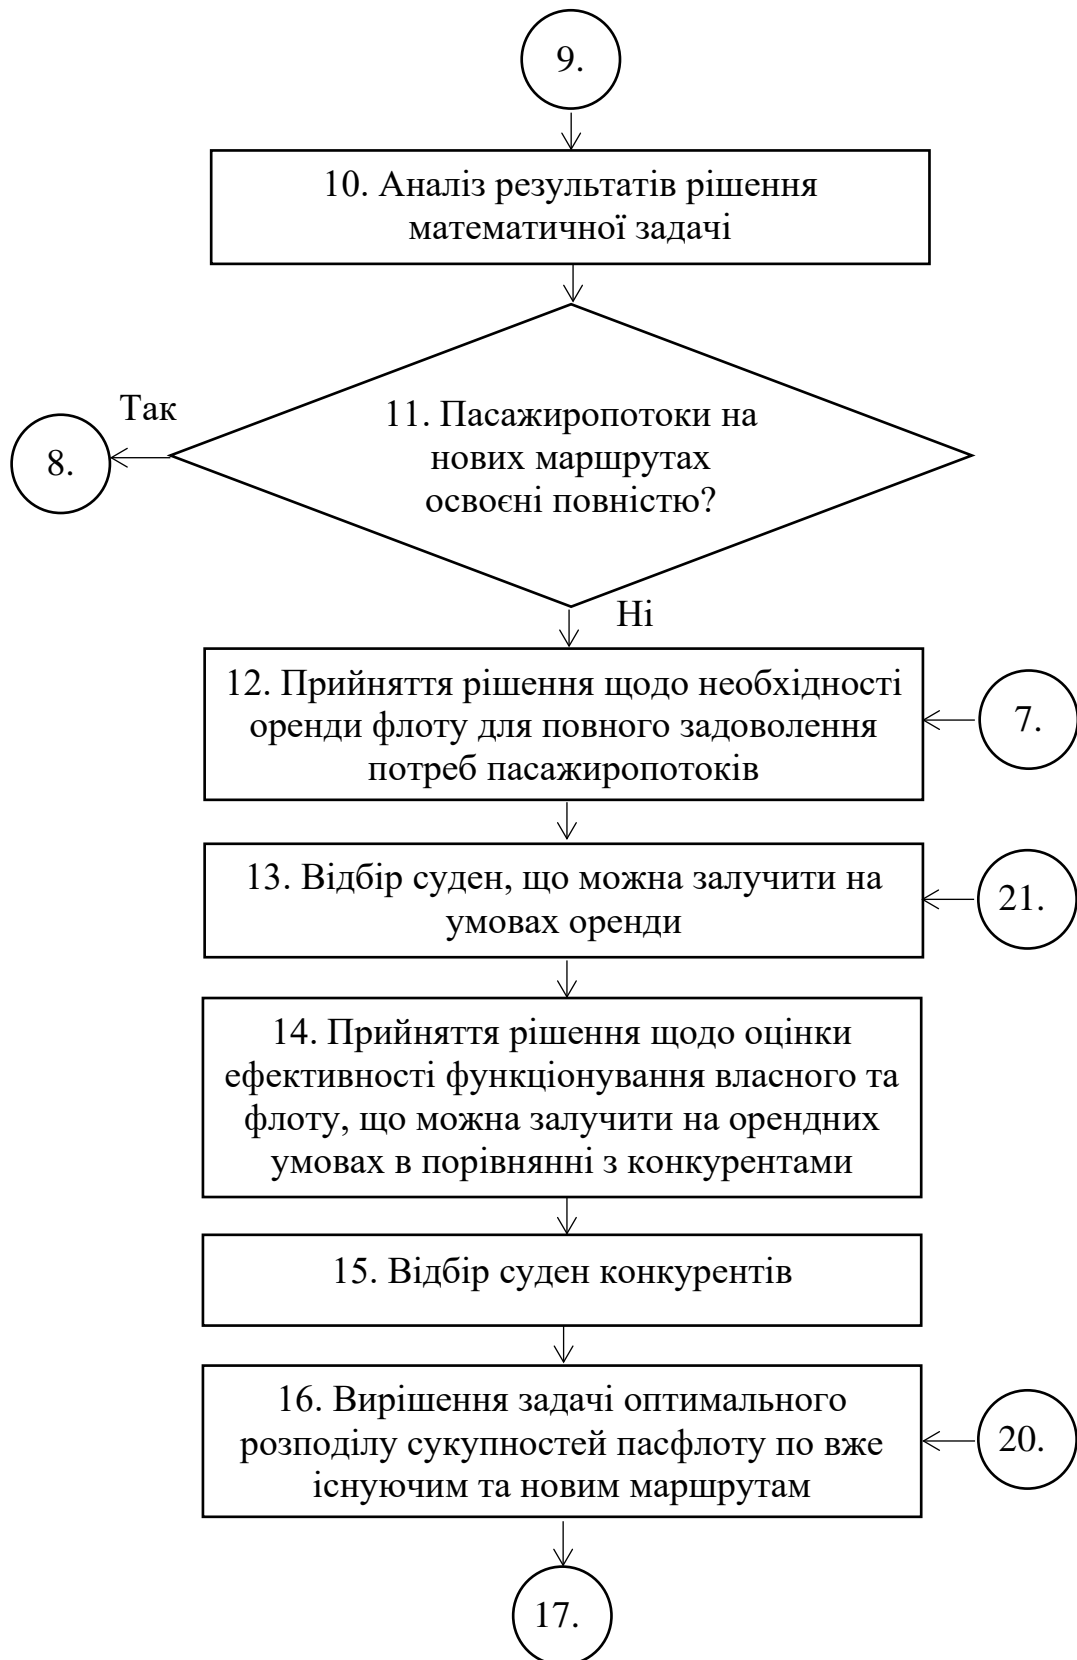 9.
10. Аналіз результатів рішення
математичної задачі
Так
11. Пасажиропотоки на
нових маршрутах
освоєні повністю?
8.
Ні
12. Прийняття рішення щодо необхідності
оренди флоту для повного задоволення
потреб пасажиропотоків
7.
13. Відбір суден, що можна залучити на
умовах оренди
21.
14. Прийняття рішення щодо оцінки
ефективності функціонування власного та
флоту, що можна залучити на орендних
умовах в порівнянні з конкурентами
15. Відбір суден конкурентів
16. Вирішення задачі оптимального
розподілу сукупностей пасфлоту по вже
існуючим та новим маршрутам
20.
17.